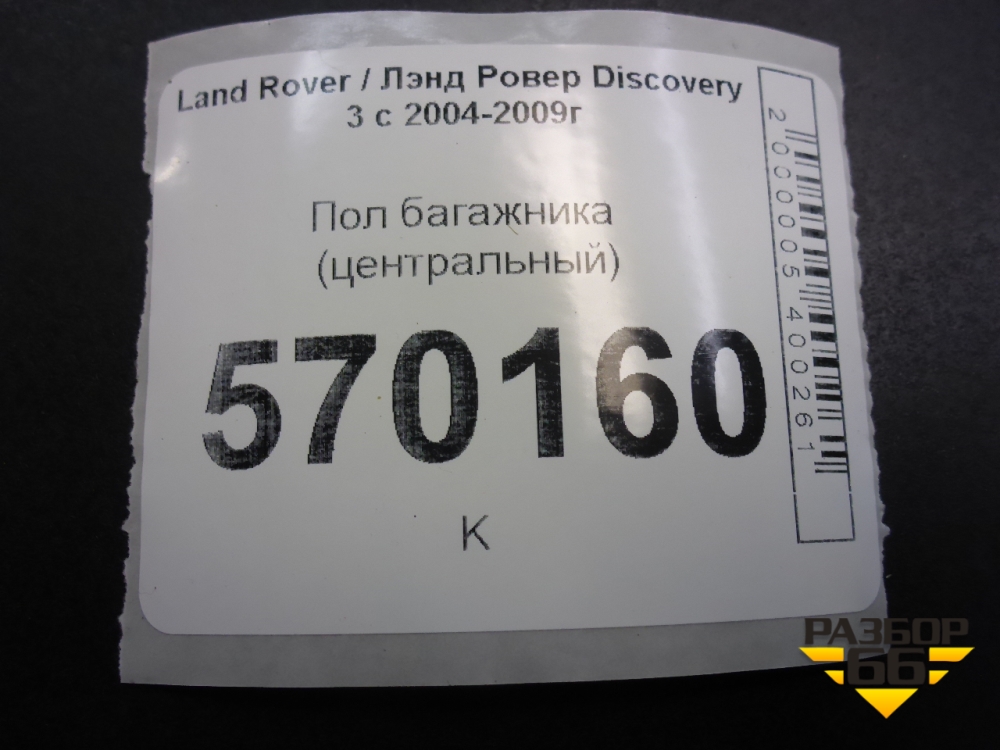 Land Rover / Лэнд Ровер Discovery
3 с 2004-2009г
Пол багажника
(центральный)
570160
К
2000005400261
РАЗБОР
66